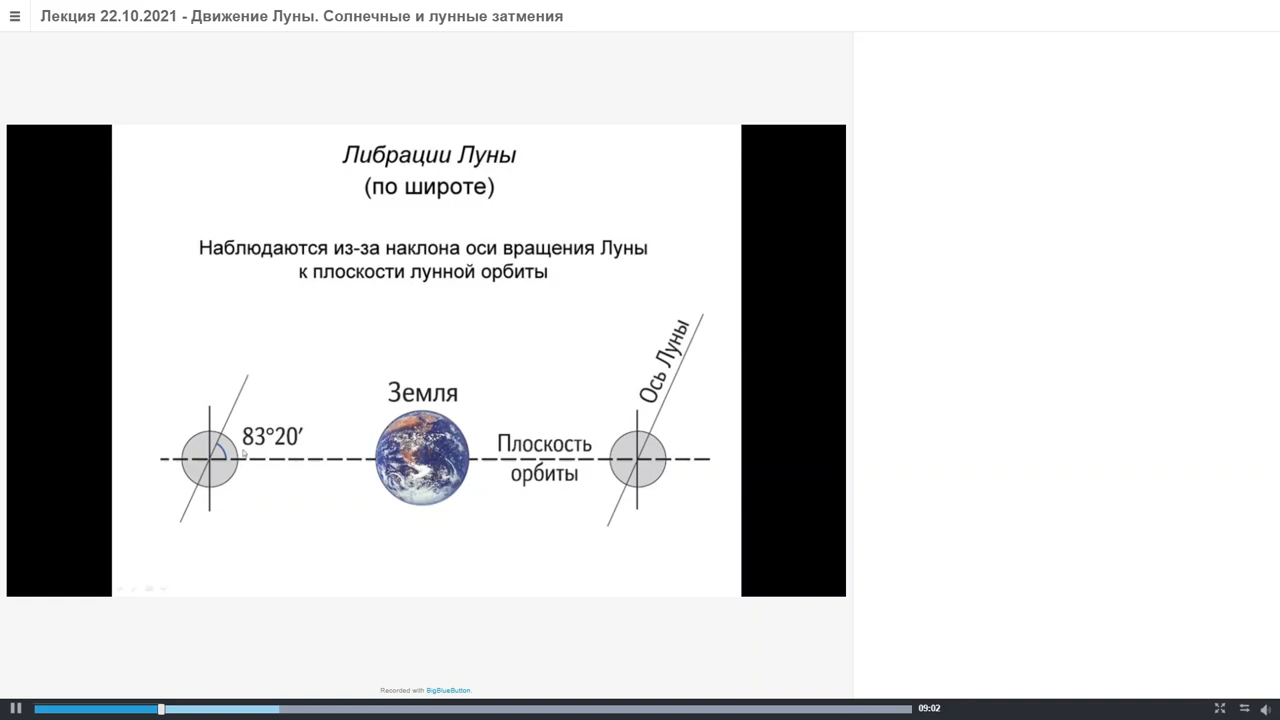 Лекция 22.10.2021 - Движение Луны. Солнечные и лунные затмения
Либрации Луны
(по широте)
Наблюдаются из-за наклона оси вращения Луны
к плоскости лунной орбиты
Ось Луны
Земля
83°20′
Плоскость
орбиты
Recorded with BigBlueButton.
09:02